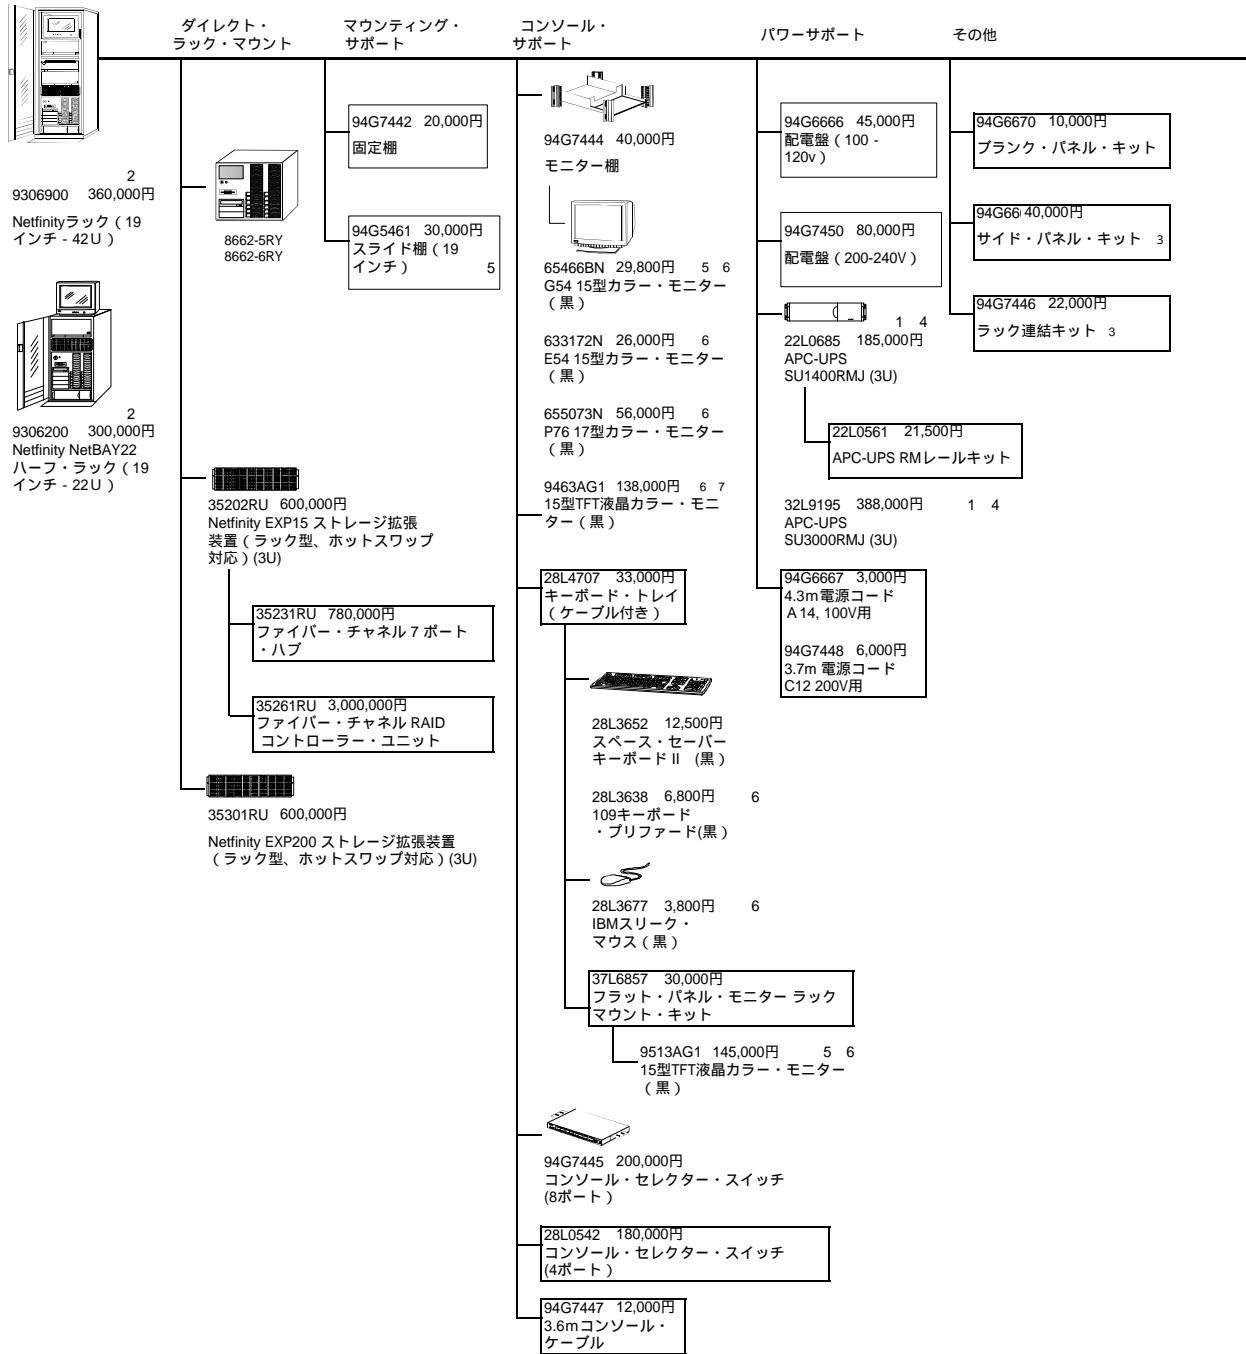 ダイレクト・
ラック・マウント
マウンティング・
サポート
コンソール・
サポート
パワーサポート
その他
2
9306900 360,000円
Netfinityラック（19
インチ - 42U）
2
9306200 300,000円
Netfinity NetBAY22
ハーフ・ラック（19
インチ - 22U）
8662-5RY
8662-6RY
35202RU 600,000円
Netfinity EXP15 ストレージ拡張
装置（ラック型、ホットスワップ
対応）(3U)
35231RU 780,000円
ファイバー・チャネル 7 ポート
・ハブ
35261RU 3,000,000円
ファイバー・チャネル RAID
コントローラー・ユニット
35301RU 600,000円
Netfinity EXP200 ストレージ拡張装置
（ラック型、ホットスワップ対応）(3U)
94G7442 20,000円
固定棚
94G5461 30,000円
スライド棚（19
インチ） 5
94G7444 40,000円
モニター棚
65466BN 29,800円 5 6
G54 15型カラー・モニター
（黒）
633172N 26,000円 6
E54 15型カラー・モニター
（黒）
655073N 56,000円 6
P76 17型カラー・モニター
（黒）
9463AG1 138,000円 6 7
15型TFT液晶カラー・モニ
ター（黒）
28L4707 33,000円
キーボード・トレイ
（ケーブル付き）
28L3652 12,500円
スペース・セーバー
キーボード II （黒）
28L3638 6,800円 6
109キーボード
・プリファード(黒）
28L3677 3,800円 6
IBMスリーク・
マウス（黒）
37L6857 30,000円
フラット・パネル・モニター ラック
マウント・キット
9513AG1 145,000円 5 6
15型TFT液晶カラー・モニター
（黒）
94G7445 200,000円
コンソール・セレクター・スイッチ
(8ポート）
28L0542 180,000円
コンソール・セレクター・スイッチ
(4ポート）
94G7447 12,000円
3.6mコンソール・
ケーブル
94G6666 45,000円
配電盤（100 -
120v）
94G7450 80,000円
配電盤（200-240V）
1 4
22L0685 185,000円
APC-UPS
SU1400RMJ (3U)
22L0561 21,500円
APC-UPS RMレールキット
32L9195 388,000円 1 4
APC-UPS
SU3000RMJ (3U)
94G6667 3,000円
4.3m電源コード
A14, 100V用
94G7448 6,000円
3.7m 電源コード
C12 200V用
94G6670 10,000円
ブランク・パネル・キット
94G66 40,000円
サイド・パネル・キット 3
94G7446 22,000円
ラック連結キット 3